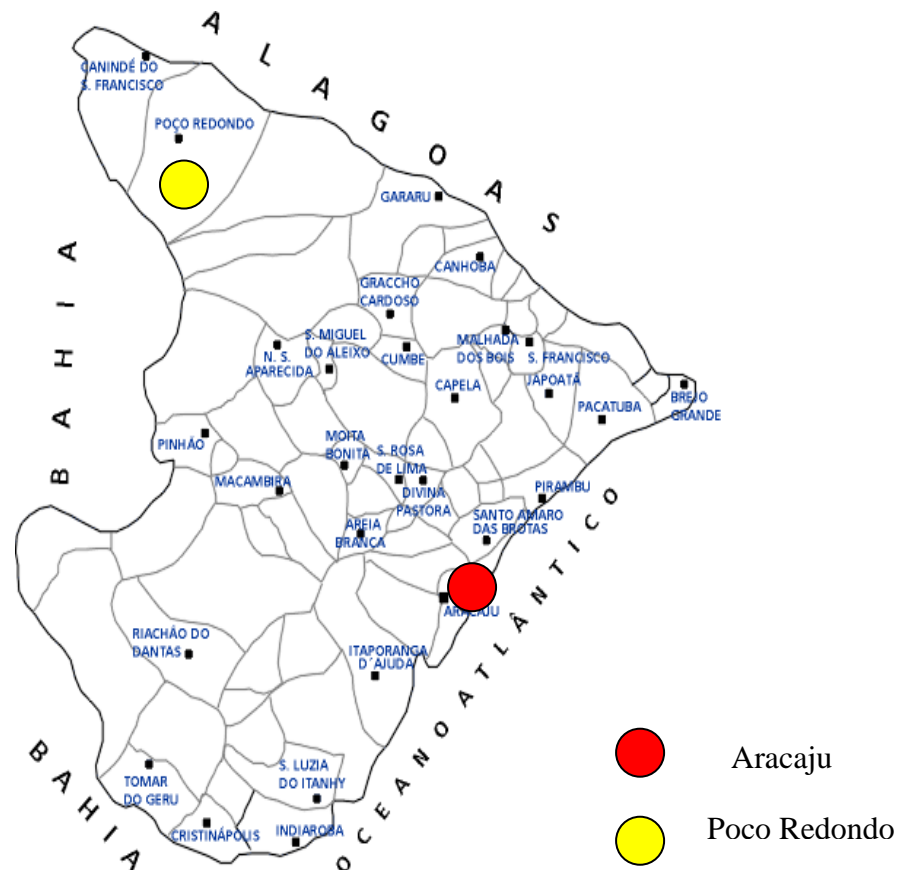 ALAGOAS
CANINDÉ DO
S. FRANCISCO
POÇO REDONDO
GARARU
BAHIA
CANHOBA
GRACCHO
CARDOSO
S. MIGUEL
DO ALEIXO
N. S.
APARECIDA
CUMBE
MALHADA
DOS BOIS
S. FRANCISCO
CAPELA
JAPOATÃ
PACATUBA
BREJO
GRANDE
PINHÃO
MOITA
BONITA
S. ROSA
DE LIMA
MACAMBIRA
DIVINA
PASTORA
PIRAMBU
SANTO AMARO
DAS BROTAS
AREIA
BRANCA
ARACAJU
OCEANO ATLÂNTICO
RIACHÃO DO
DANTAS
ITAPORANGA
D´AJUDA
BAHIA
TOMAR
DO GERU
S. LUZIA
DO ITANHY
CRISTINÁPOLIS
INDIAROBA
Aracaju
Poco Redondo